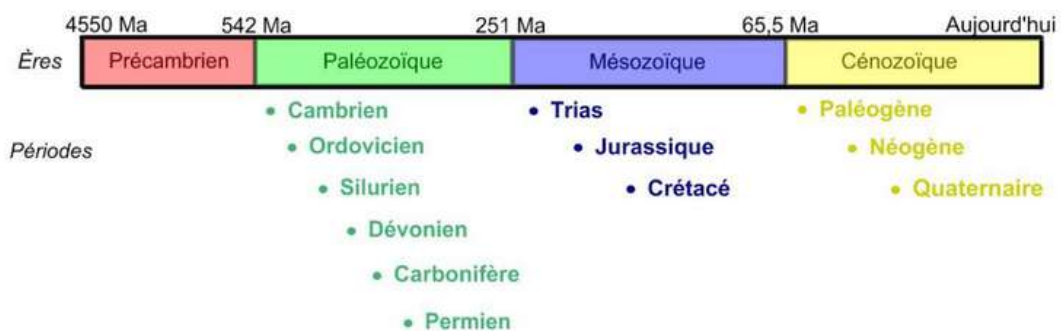 4550 Ma 542 Ma 251 Ma 65,5 Ma Aujourd'hui
Ères Précambrien Paléozoïque Mésozoïque Cénozoïque
Cambrien Trias Paléogène
Périodes Ordovicien Jurassique Néogène
Silurien Crétacé Quaternaire
Dévonien
Carbonifère
Permien